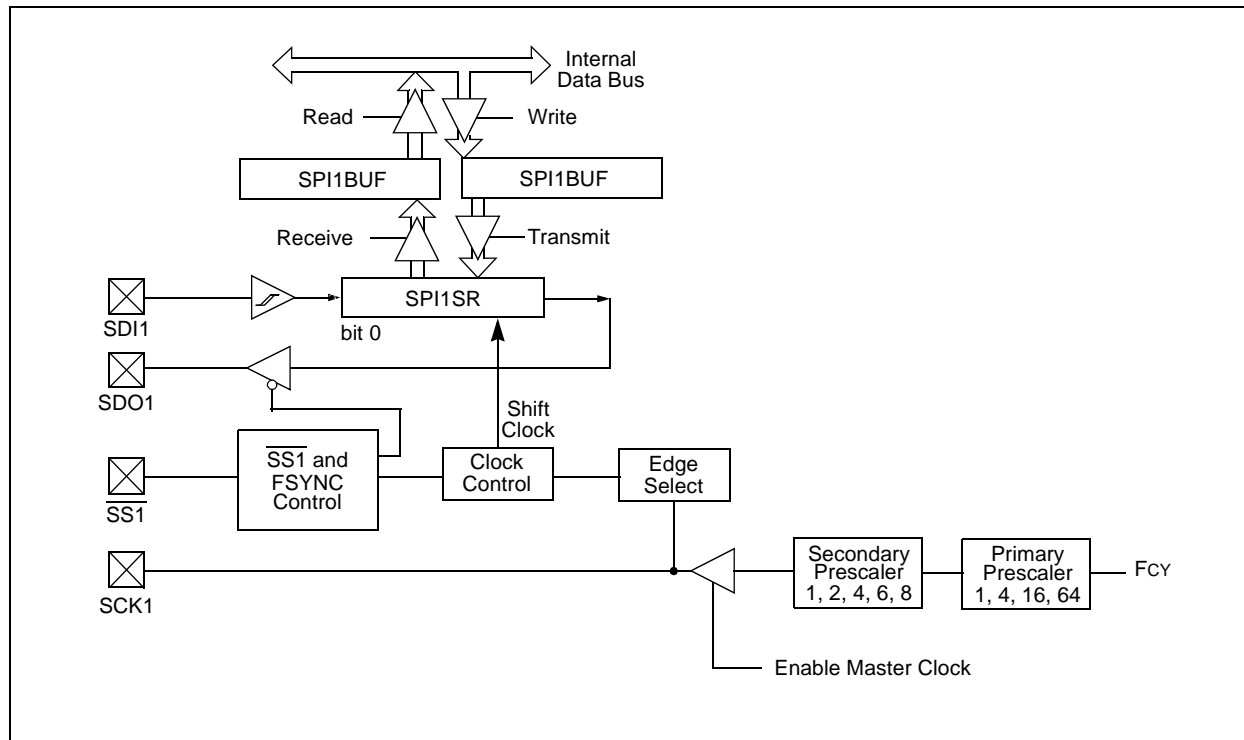 Internal
Data Bus
Read
Write
SPI1BUF
SPI1BUF
Receive
Transmit
SPI1SR
SDI1
bit 0
SDO1
Shift
Clock
SS1 and
FSYNC
Control
Clock
Control
Edge
Select
SS1
Secondary
Prescaler
1, 2, 4, 6, 8
Primary
Prescaler
1, 4, 16, 64
FCY
SCK1
Enable Master Clock